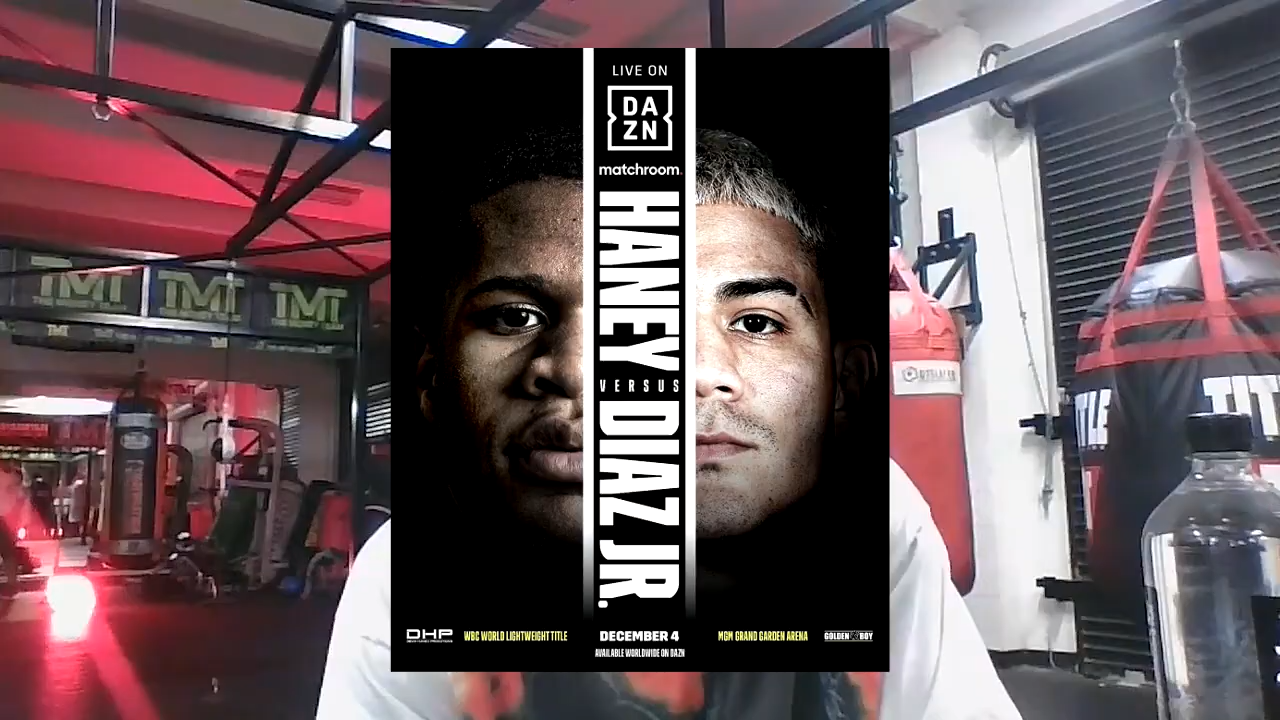 LIVE ON
DA
ZN
matchroom
HANEY
VERSUS
DIAZ JR.
DHP
WBC WORLD LIGHTWEIGHT TITLE
DECEMBER 4
AVAILABLE WORLDWIDE ON DAZN
MGM GRAND GARDEN ARENA
GOLDEN BOY
TMT
TMT
TMT
TITL